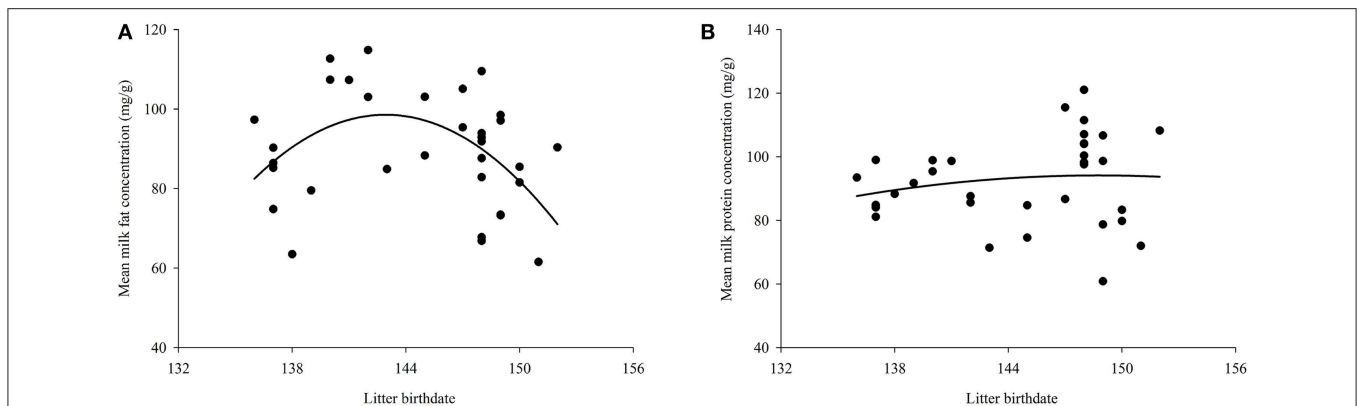 A
Mean milk fat concentration (mg/g)
120
100
80
60
40
132 138 144 150 156
Litter birthdate
B
Mean milk protein concentration (mg/g)
140
120
100
80
60
40
132 138 144 150 156
Litter birthdate